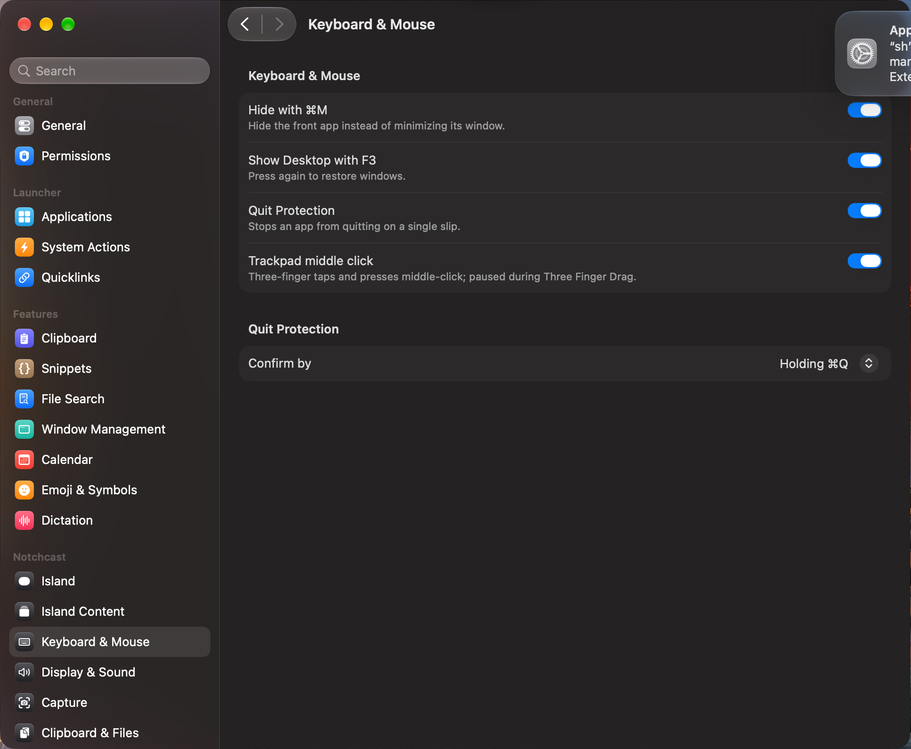 Keyboard & Mouse
Search
General
General
Permissions
Launcher
Applications
System Actions
Quicklinks
Features
Clipboard
Snippets
File Search
Window Management
Calendar
Emoji & Symbols
Dictation
Notchcast
Island
Island Content
Keyboard & Mouse
Display & Sound
Capture
Clipboard & Files
Keyboard & Mouse
Hide with ⌘M
Hide the front app instead of minimizing its window.
Show Desktop with F3
Press again to restore windows.
Quit Protection
Stops an app from quitting on a single slip.
Trackpad middle click
Three-finger taps and presses middle-click; paused during Three Finger Drag.
Quit Protection
Confirm by
Holding ⌘Q
App
“sh”